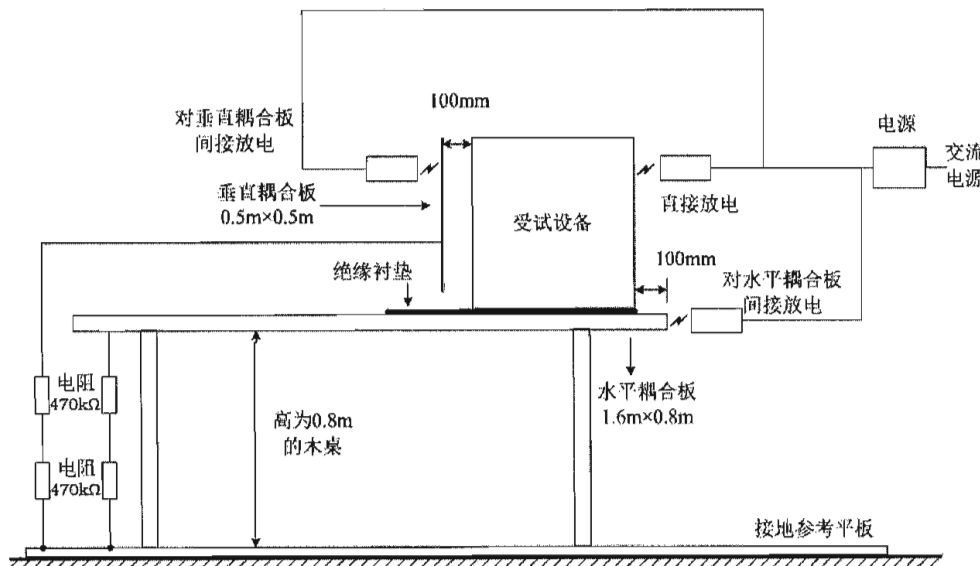 100mm
对垂直耦合板
间接放电
电源
交流
电源
垂直耦合板
0.5m×0.5m
受试设备
直接放电
100mm
绝缘衬垫
对水平耦合板
间接放电
电阻
470kΩ
高为0.8m
的木桌
水平耦合板
1.6m×0.8m
电阻
470kΩ
接地参考平板